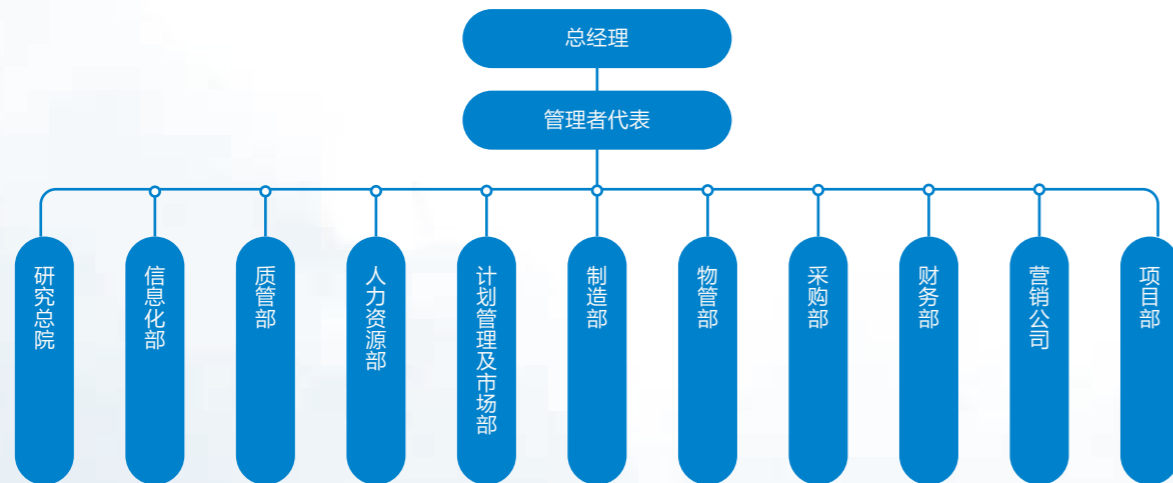 总经理
管理者代表
研究总院
信息化部
质管部
人力资源部
计划管理及市场部
制造部
物管部
采购部
财务部
营销公司
项目部